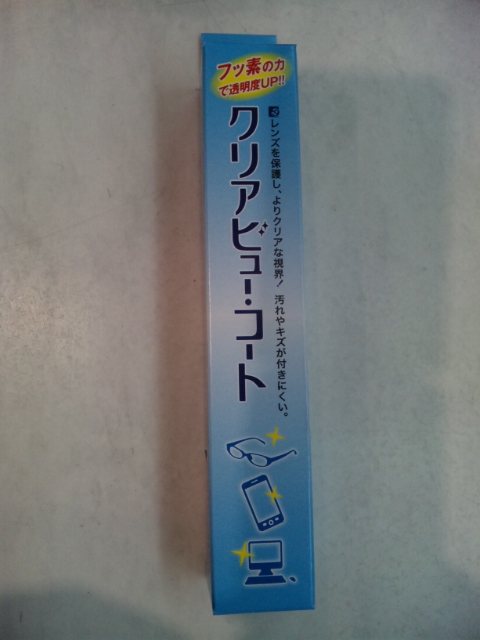 フッ素の力
で透明度UP!!
レンズを保護し、よりクリアな視界! 汚れやキズが付きにくい。
クリアビュー・コート